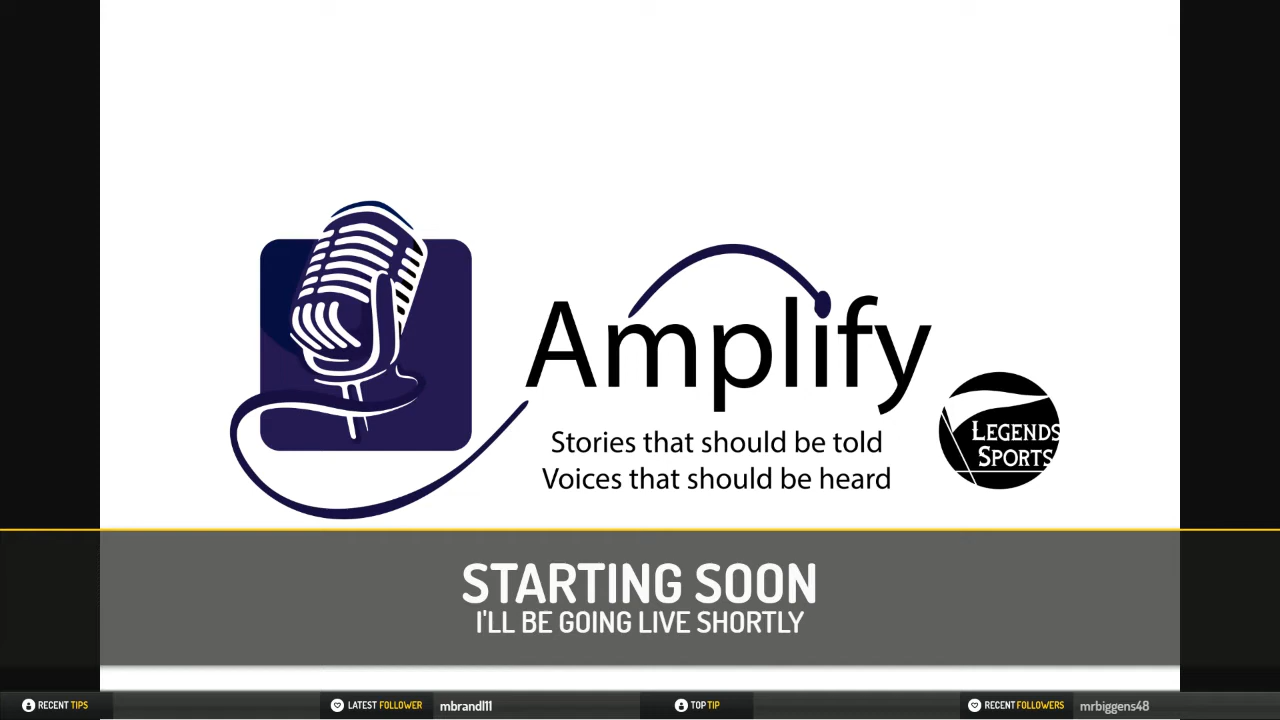 Amplify
Stories that should be told
Voices that should be heard
LEGENDS
SPORTS
STARTING SOON
I'LL BE GOING LIVE SHORTLY
RECENT TIPS
LATEST FOLLOWER mbrandl11
TOP TIP
RECENT FOLLOWERS mrbiggens48